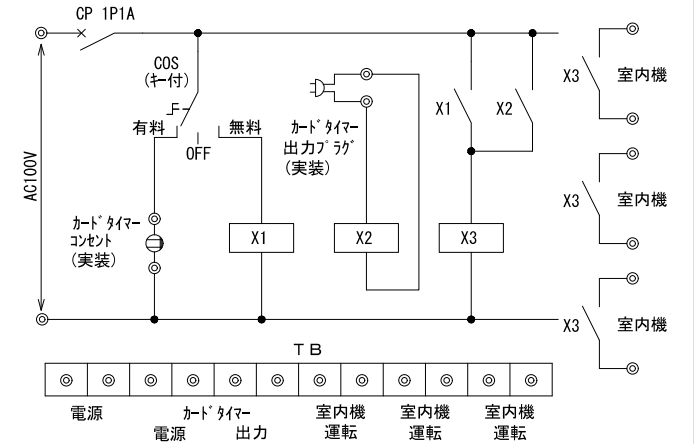 CP 1P1A
COS
(キー付)
有料
無料
OFF
AC100V
カードタイマー
コンセント
(実装)
カードタイマー
出力プラグ
(実装)
X1
X2
X3
X1
X2
X3
室内機
X3
室内機
X3
室内機
TB
電源
カードタイマー
電源
出力
室内機
運転
室内機
運転
室内機
運転